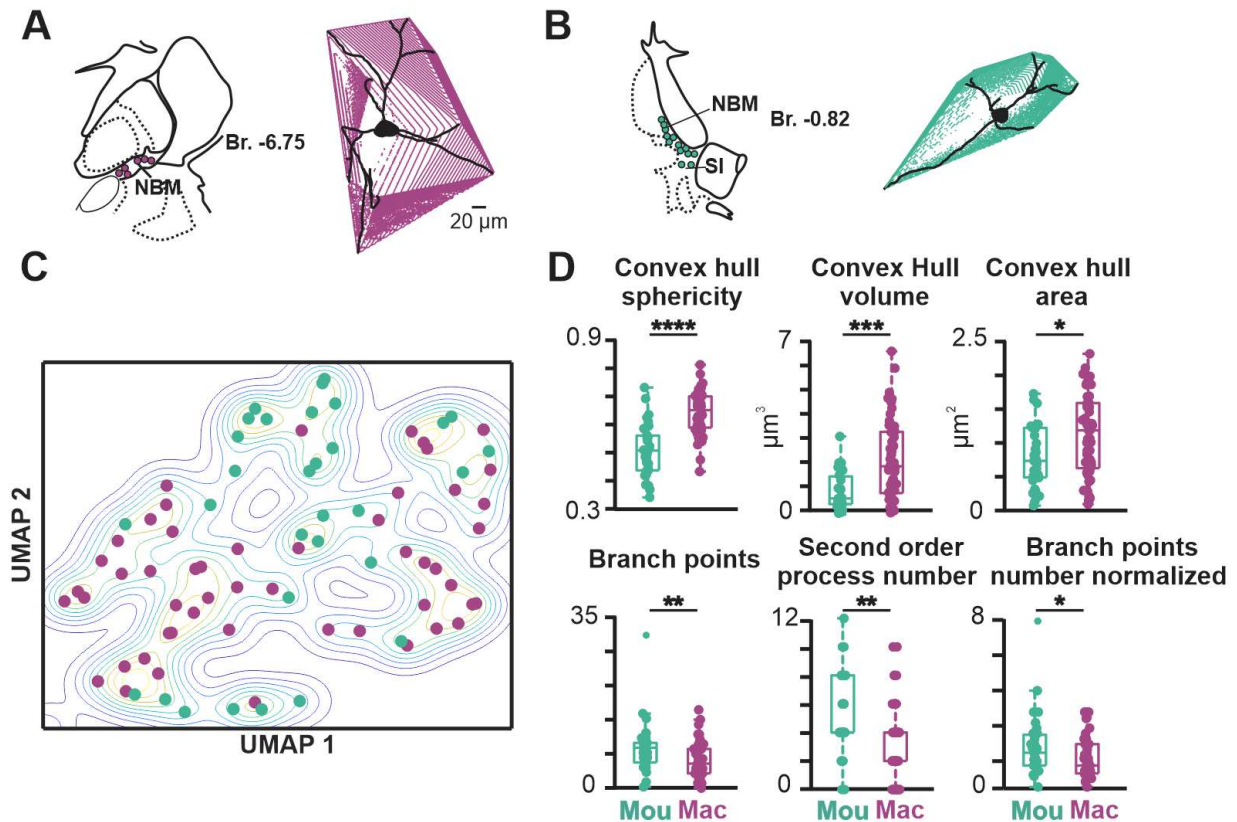 A
Br. -6.75
NBM
20 µm
B
NBM
Br. -0.82
SI
C
UMAP 2
UMAP 1
D
Convex hull
sphericity
****
0.9
0.3
Convex Hull
volume
***
7
µm³
0
Convex hull
area
*
2.5
µm²
0
Branch points
**
35
0
Mou Mac
Second order
process number
**
12
0
Mou Mac
Branch points
number normalized
*
8
0
Mou Mac